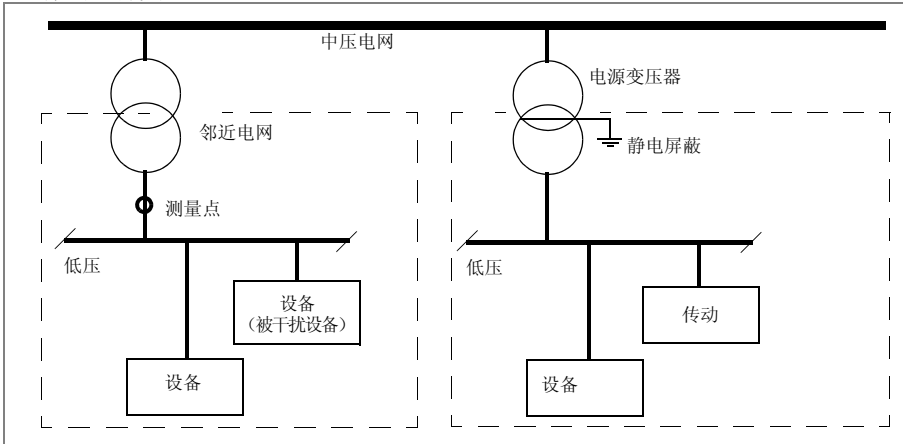 中压电网
电源变压器
邻近电网
静电屏蔽
测量点
低压
低压
设备
（被干扰设备）
传动
设备
设备